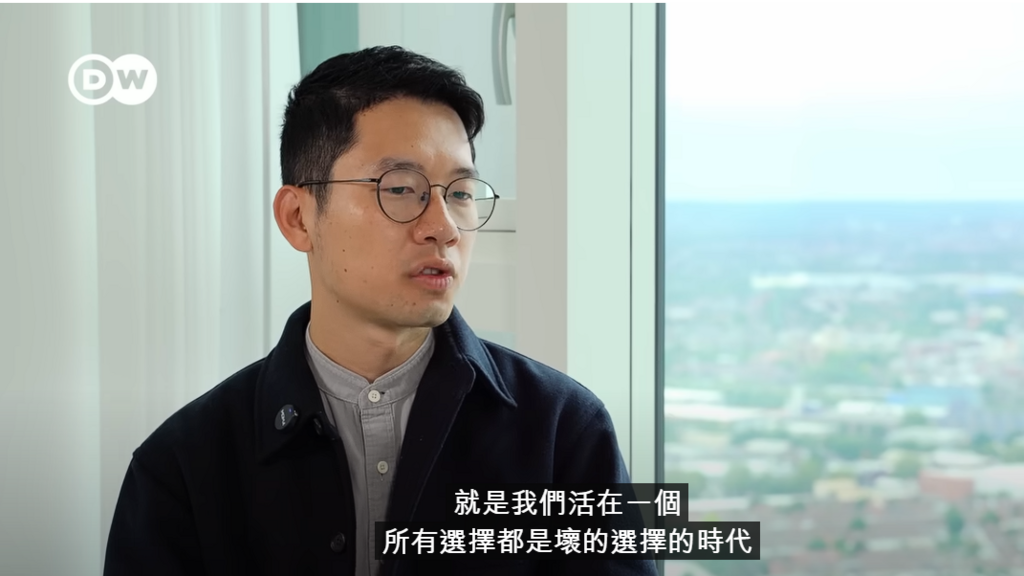 DW
就是我們活在一個
所有選擇都是壞的選擇的時代